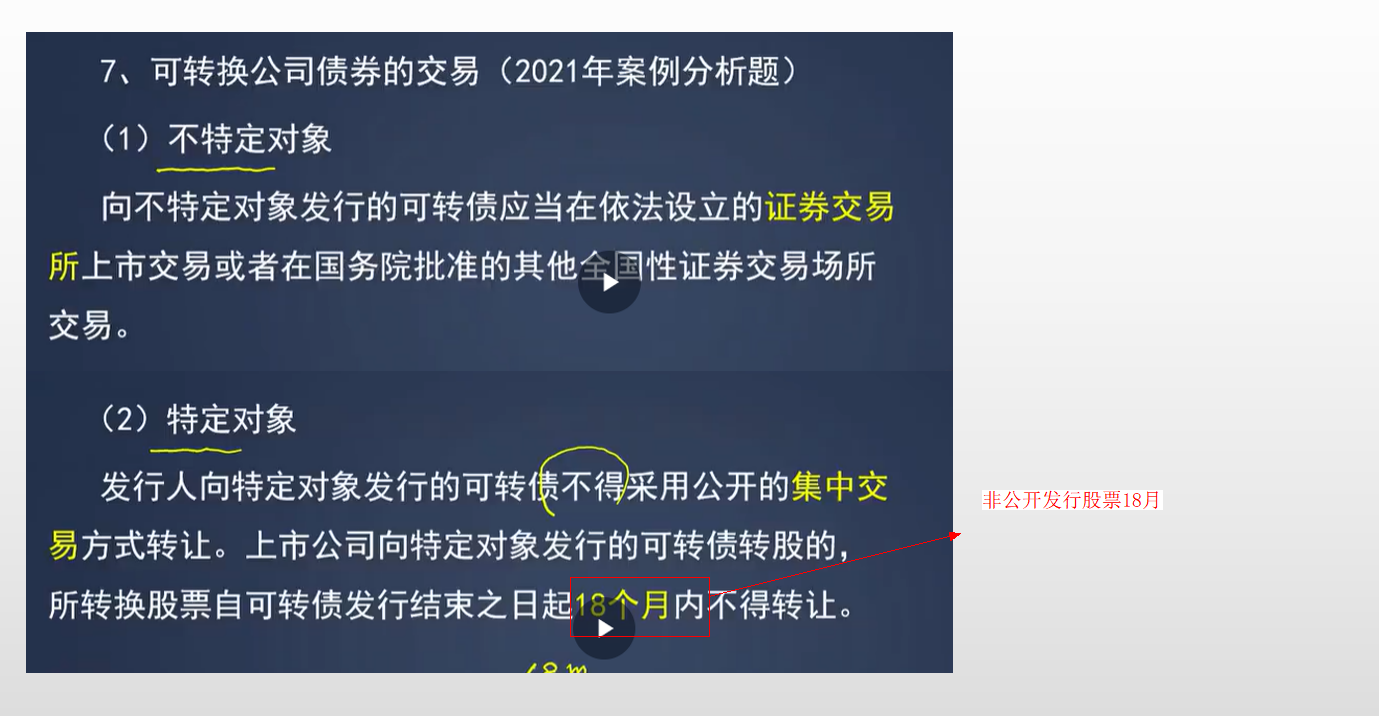 7、可转换公司债券的交易（2021年案例分析题）
（1）不特定对象
向不特定对象发行的可转债应当在依法设立的证券交易
所上市交易或者在国务院批准的其他全国性证券交易场所
交易。
（2）特定对象
发行人向特定对象发行的可转债不得采用公开的集中交
易方式转让。上市公司向特定对象发行的可转债转股的，
所转换股票自可转债发行结束之日起18个月内不得转让。
非公开发行股票18月
18m